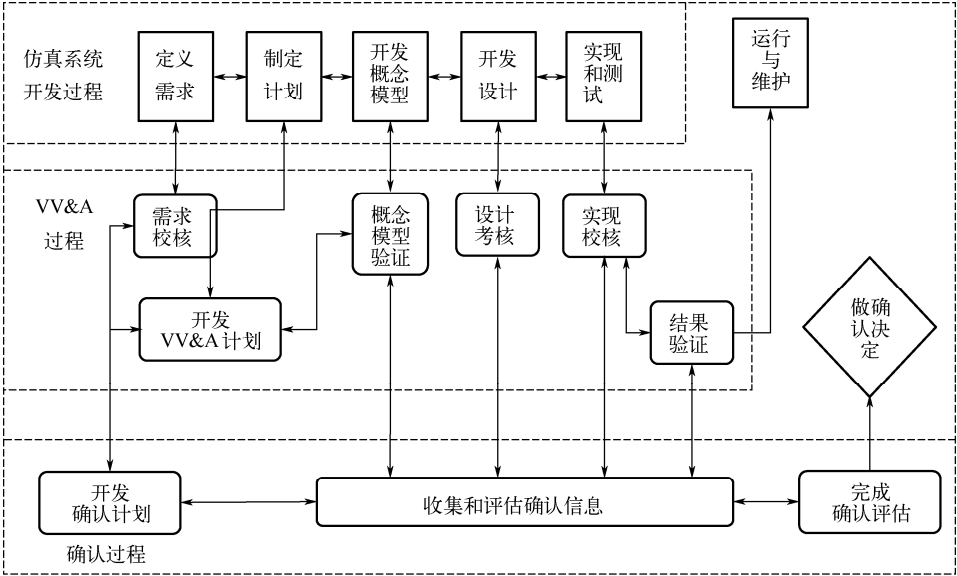 仿真系统
开发过程
定义
需求
制定
计划
开发
概念
模型
开发
设计
实现
和测
试
运行
与
维护
VV&A
过程
需求
校核
概念
模型
验证
设计
考核
实现
校核
开发
VV&A计划
结果
验证
做确
认决
定
开发
确认计划
收集和评估确认信息
完成
确认评估
确认过程